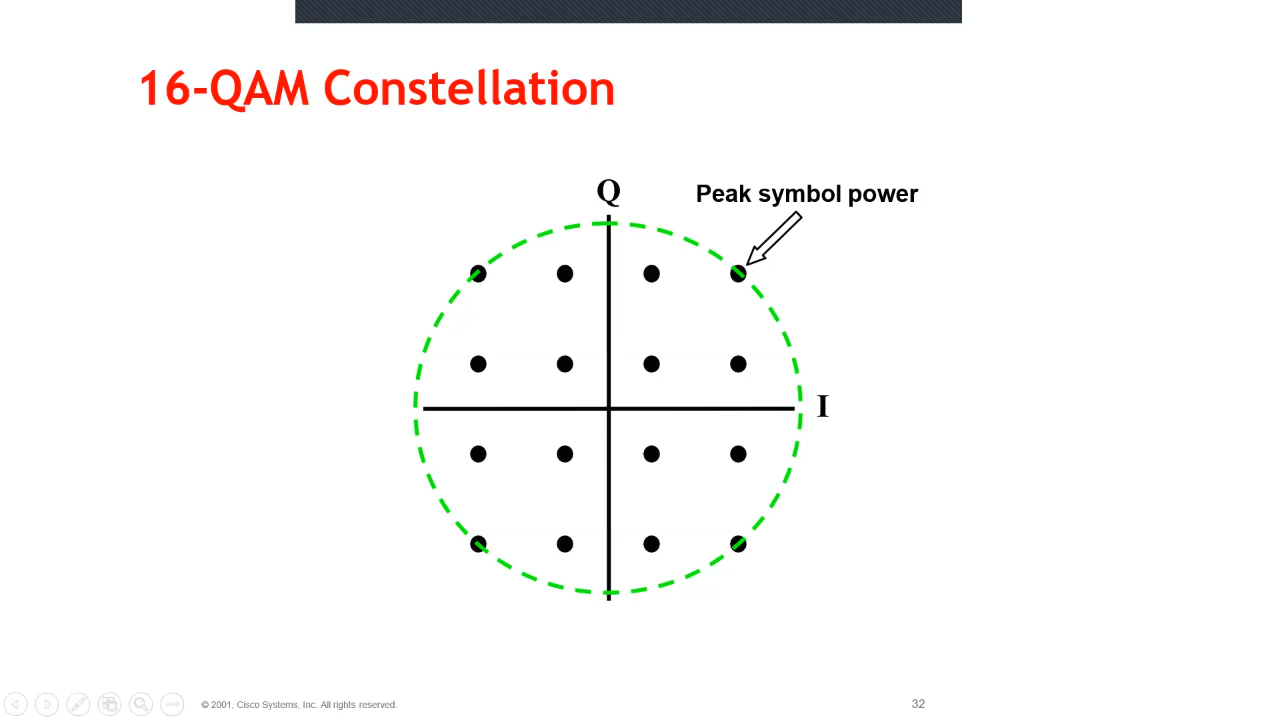 16-QAM Constellation
Q
Peak symbol power
I
© 2001, Cisco Systems, Inc. All rights reserved.
32